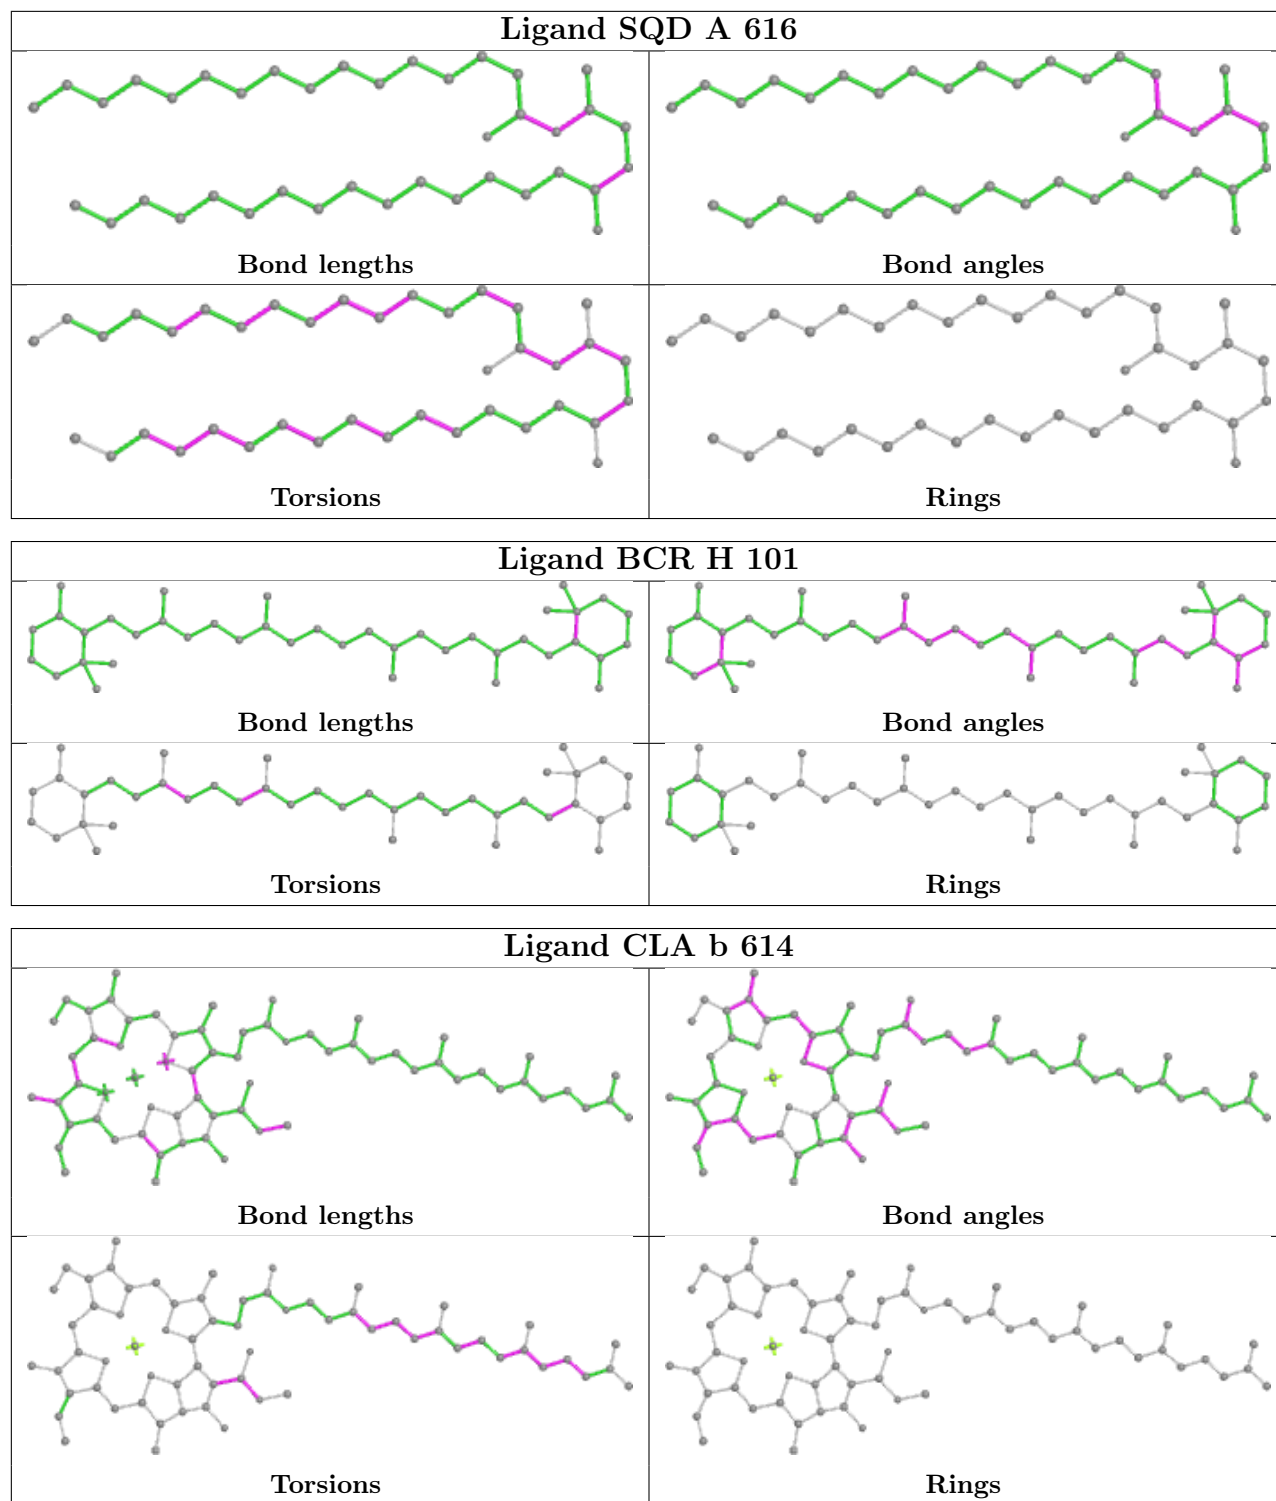 Ligand SQD A 616
Bond lengths
Bond angles
Torsions
Rings
Ligand BCR H 101
Bond lengths
Bond angles
Torsions
Rings
Ligand CLA b 614
Bond lengths
Bond angles
Torsions
Rings